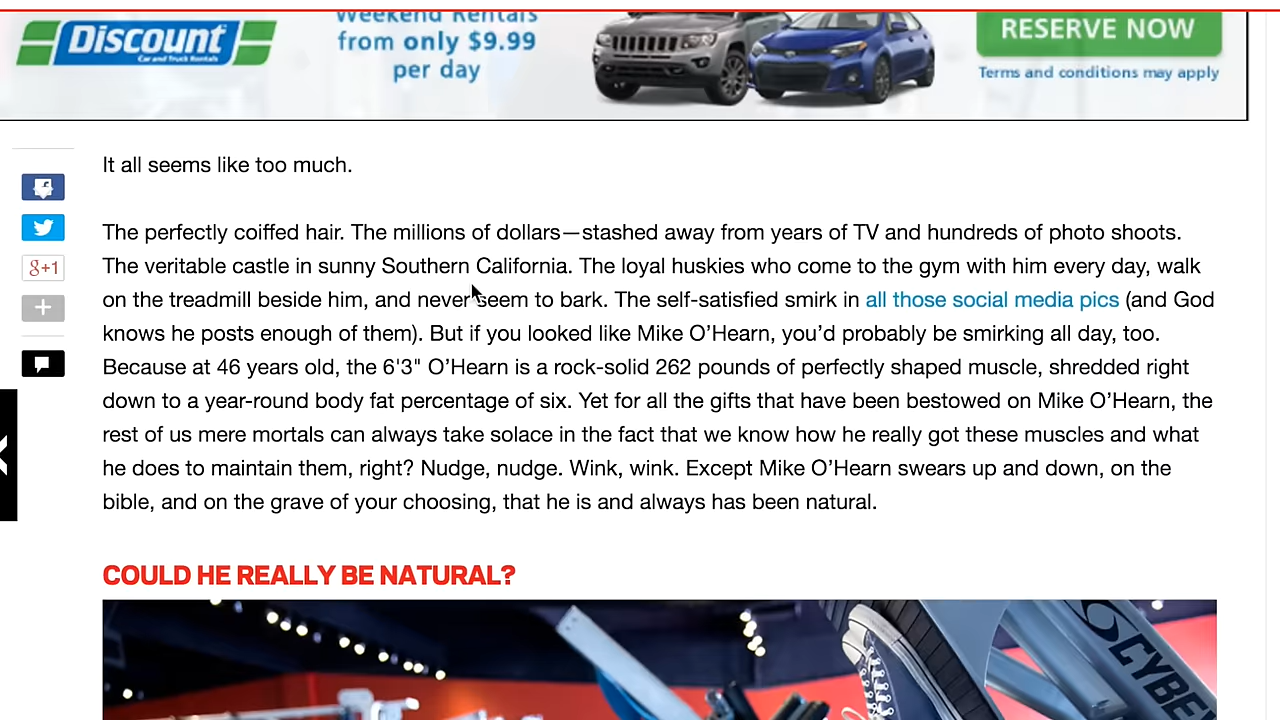 Discount
Car and Truck Rentals
Weekend Rentals
from only $9.99
per day
RESERVE NOW
Terms and conditions may apply
It all seems like too much.
The perfectly coiffed hair. The millions of dollars—stashed away from years of TV and hundreds of photo shoots.
The veritable castle in sunny Southern California. The loyal huskies who come to the gym with him every day, walk
on the treadmill beside him, and never seem to bark. The self-satisfied smirk in all those social media pics (and God
knows he posts enough of them). But if you looked like Mike O’Hearn, you’d probably be smirking all day, too.
Because at 46 years old, the 6'3" O’Hearn is a rock-solid 262 pounds of perfectly shaped muscle, shredded right
down to a year-round body fat percentage of six. Yet for all the gifts that have been bestowed on Mike O’Hearn, the
rest of us mere mortals can always take solace in the fact that we know how he really got these muscles and what
he does to maintain them, right? Nudge, nudge. Wink, wink. Except Mike O’Hearn swears up and down, on the
bible, and on the grave of your choosing, that he is and always has been natural.
g+1
COULD HE REALLY BE NATURAL?
CYBE